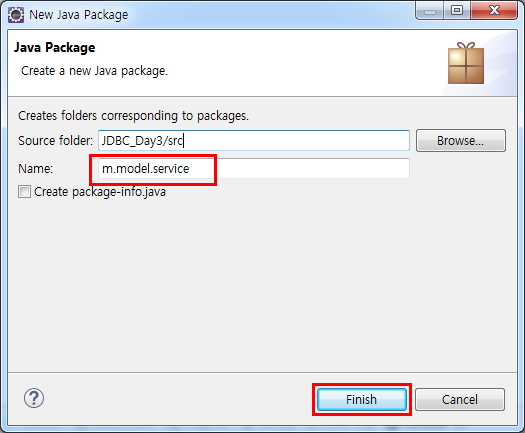 New Java Package
Java Package
Create a new Java package.
Creates folders corresponding to packages.
Source folder: JDBC_Day3/src Browse...
Name: m.model.service
Create package-info.java
? Finish Cancel